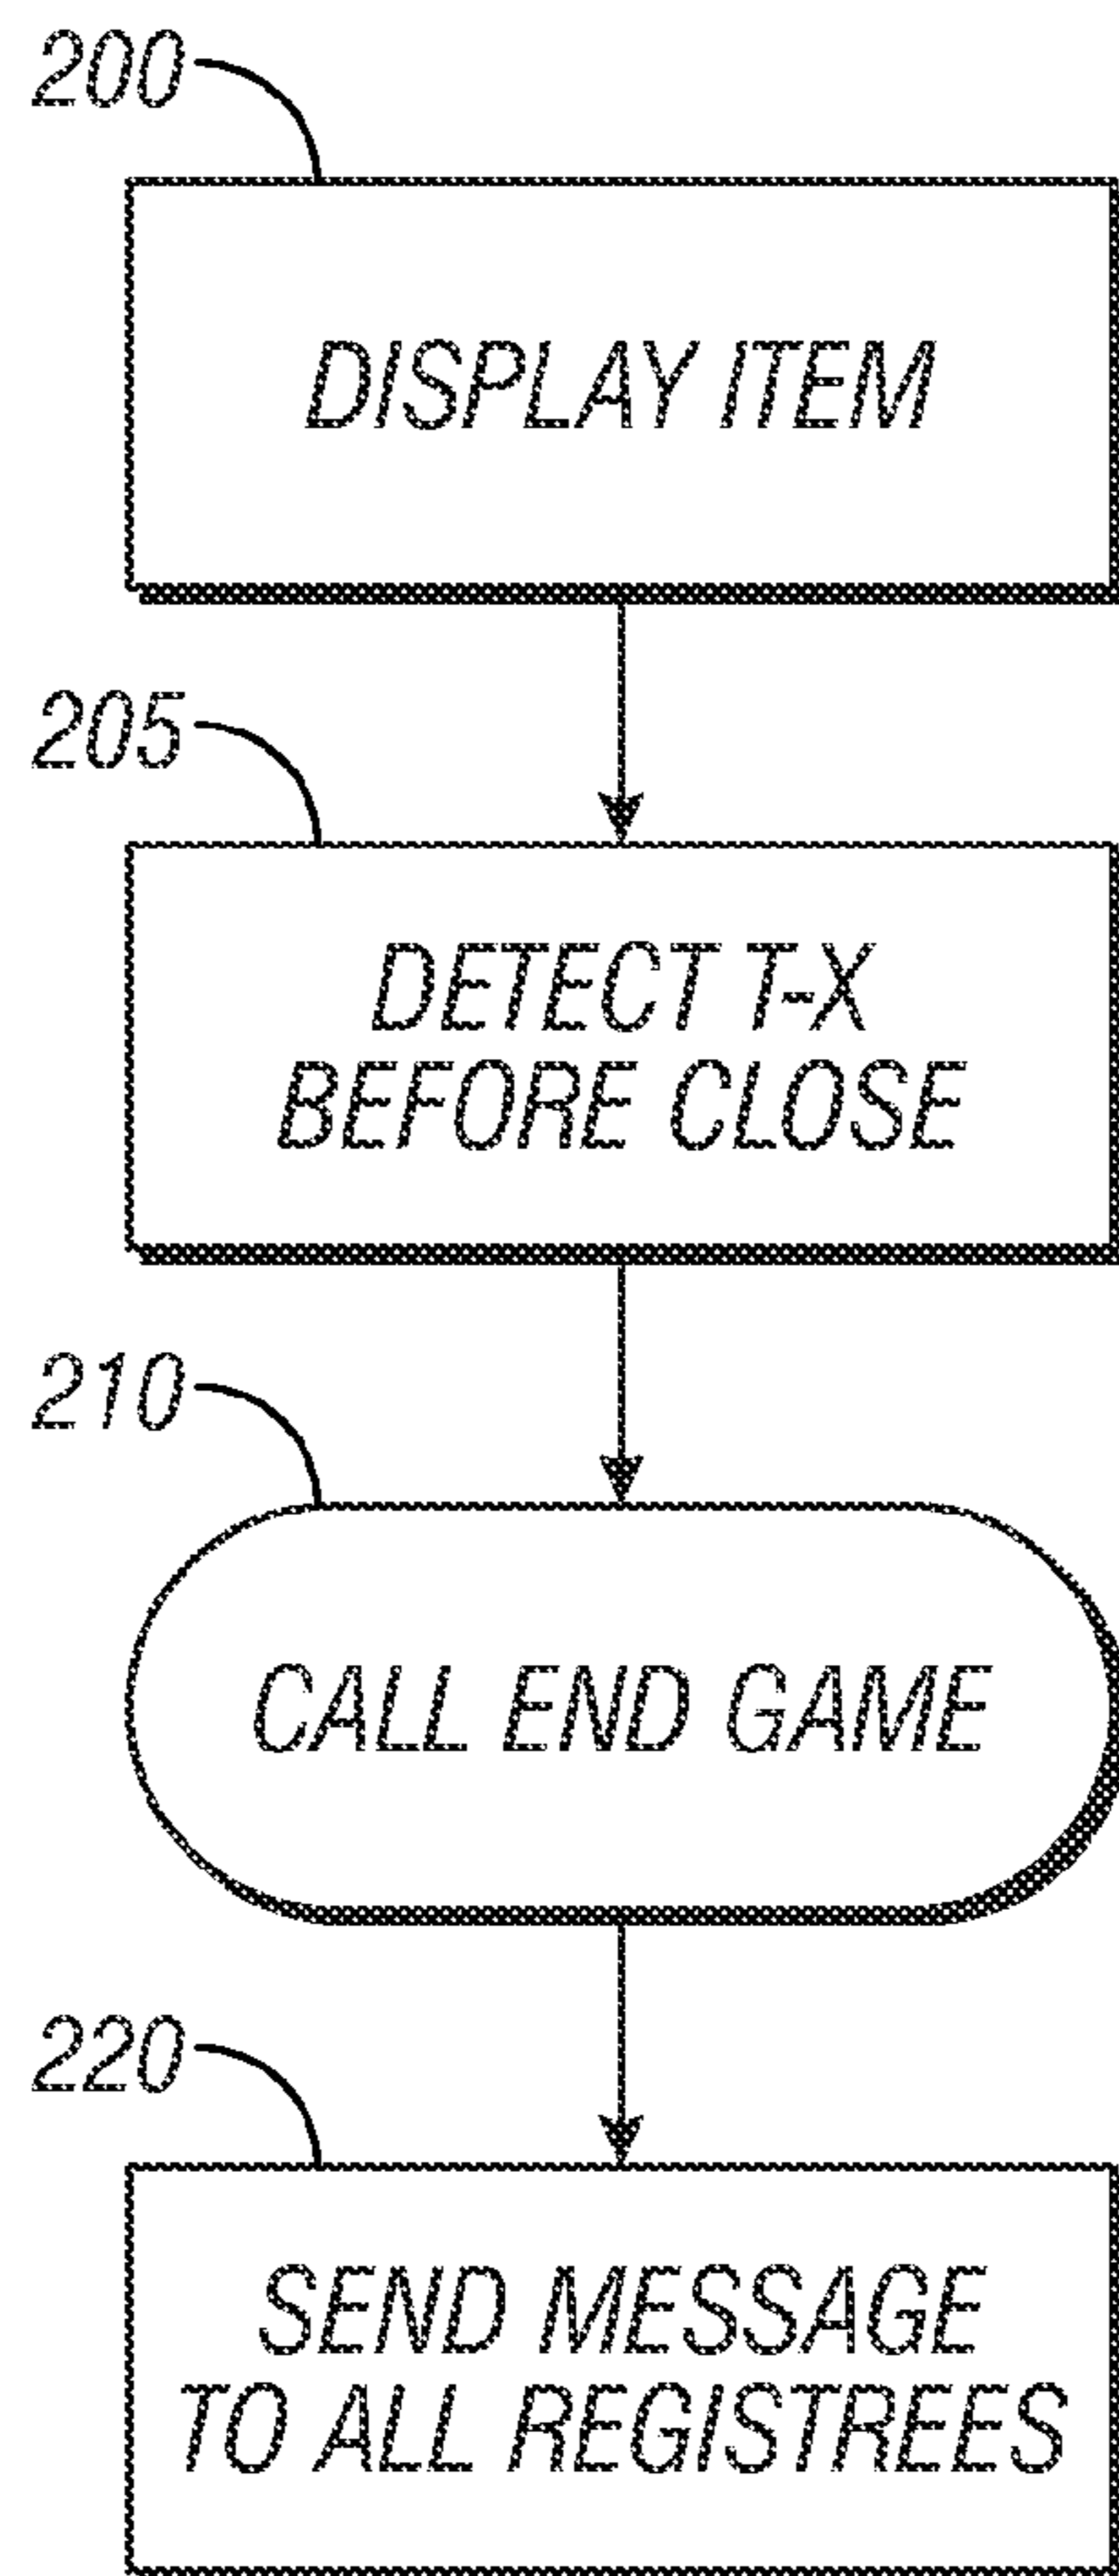 200
DISPLAY ITEM
205
DETECT T-X
BEFORE CLOSE
210
CALL END GAME
220
SEND MESSAGE
TO ALL REGISTREES